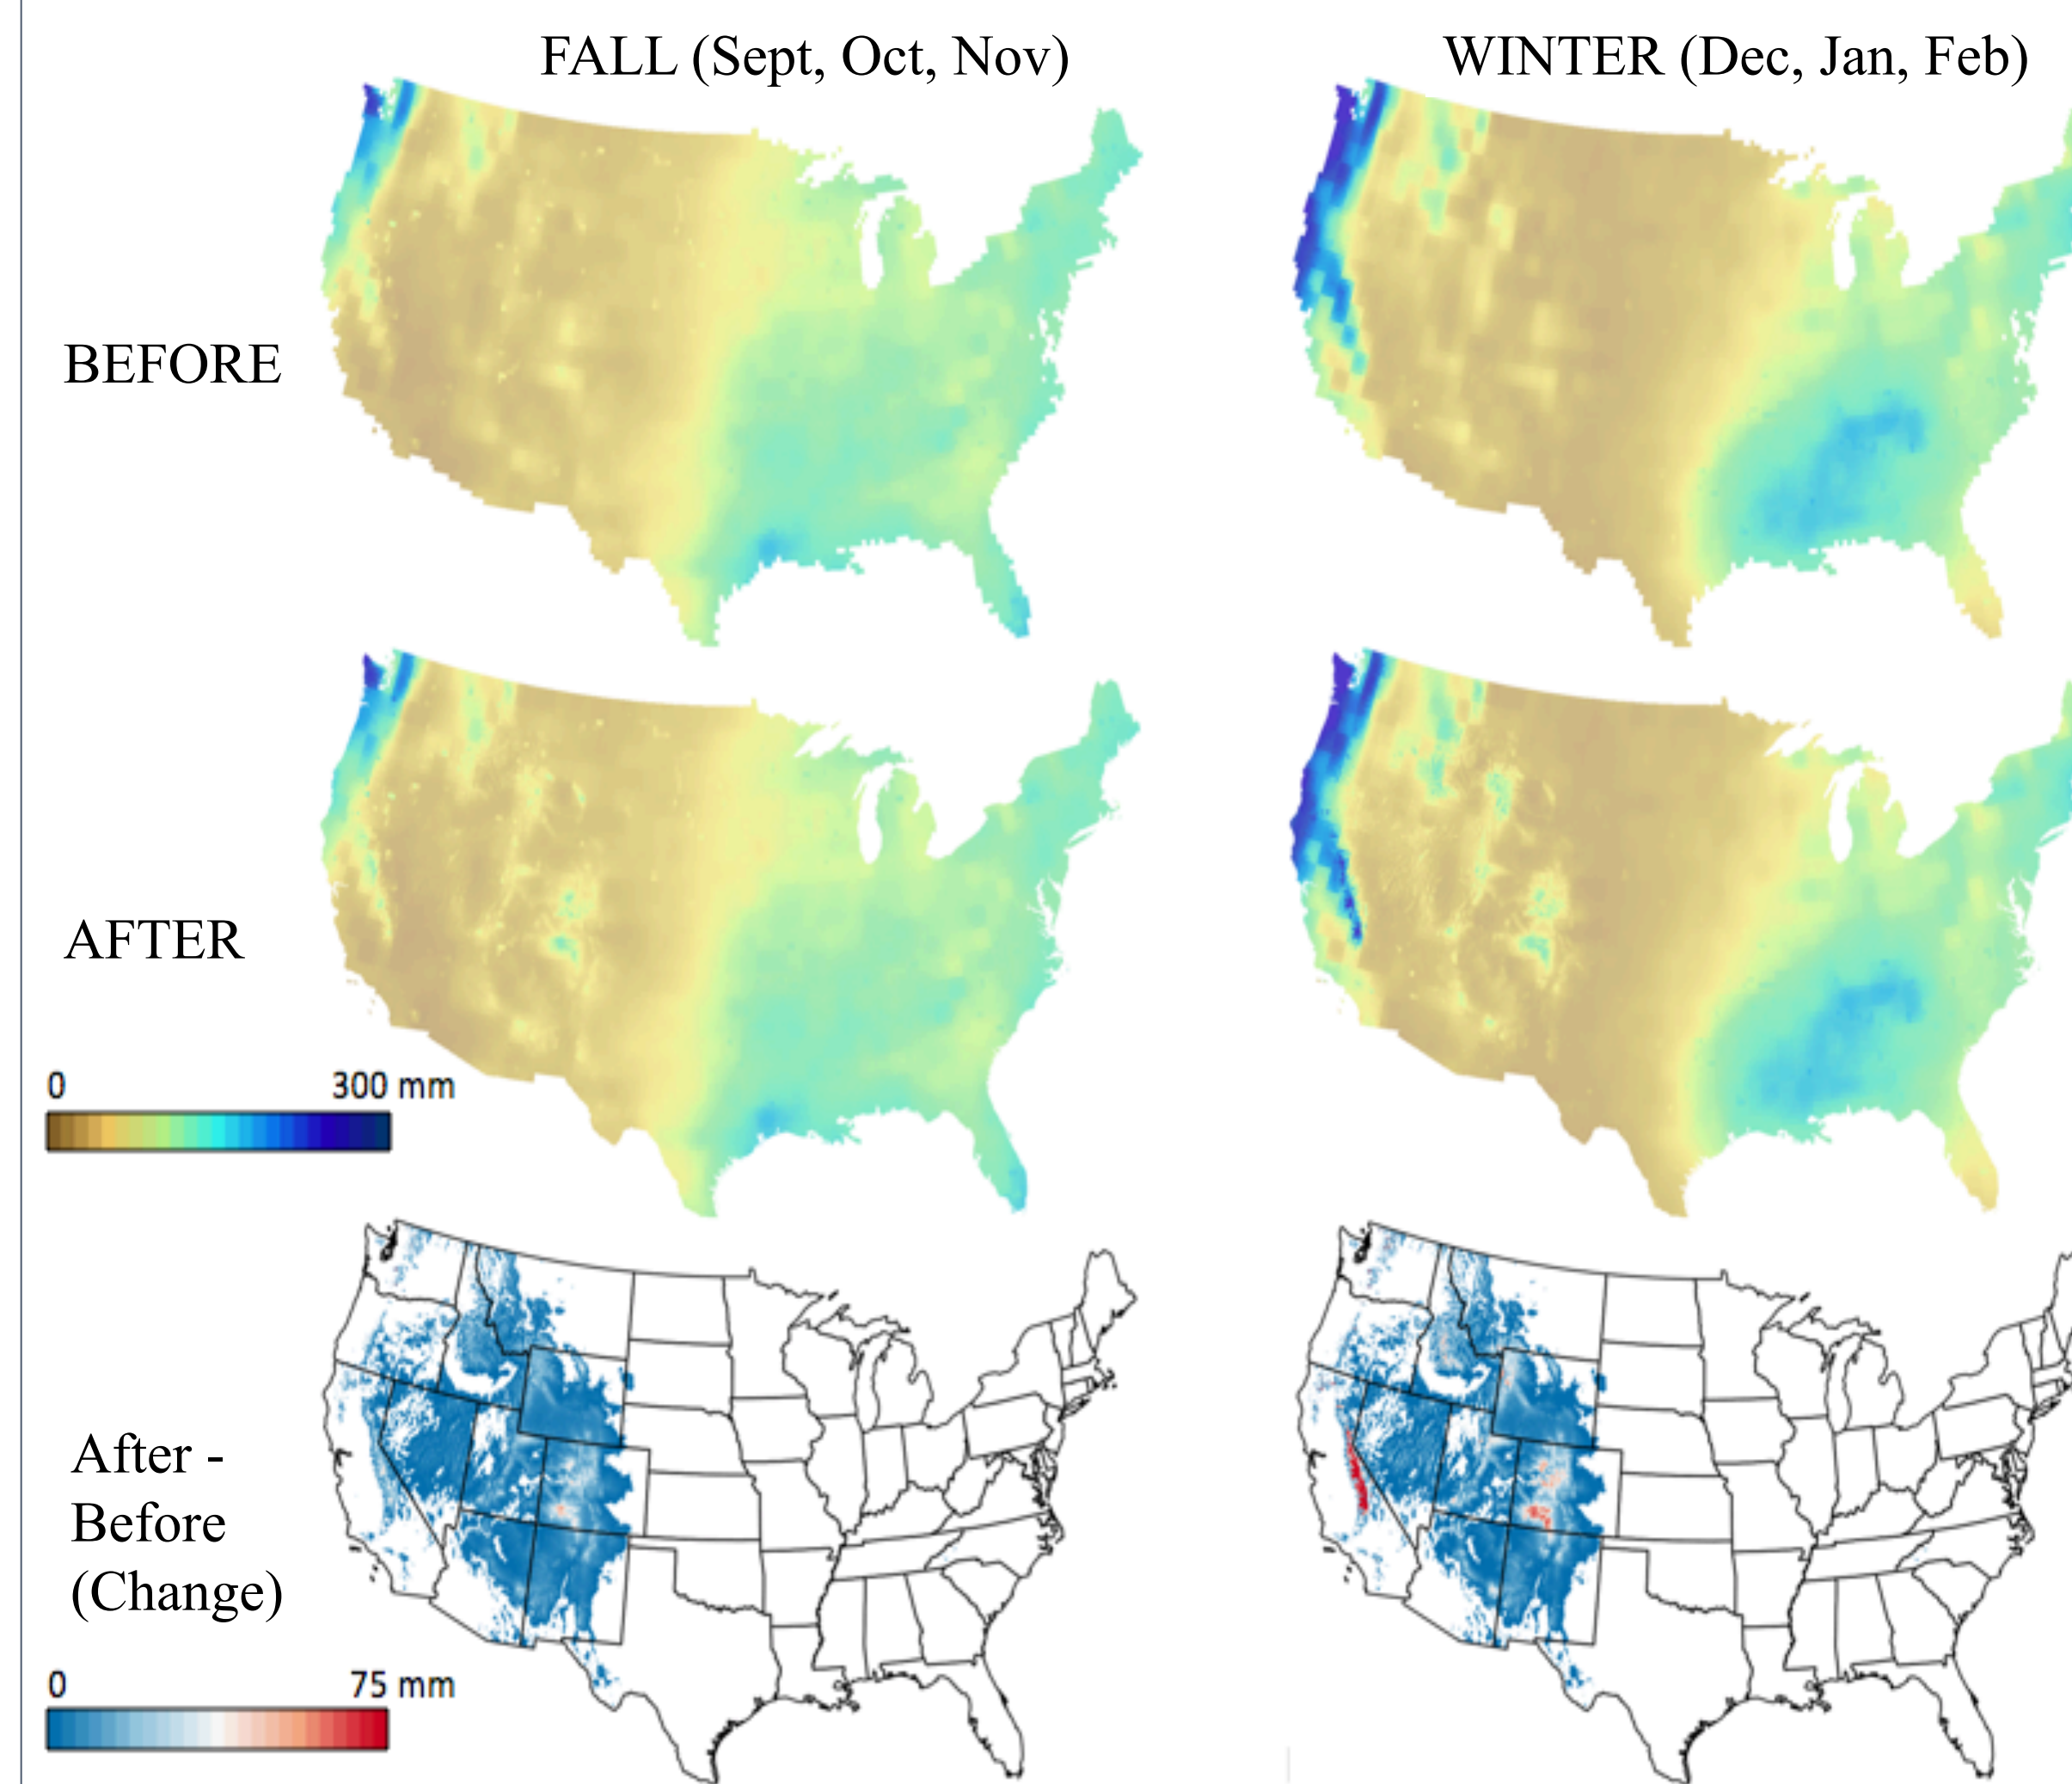 FALL (Sept, Oct, Nov)
WINTER (Dec, Jan, Feb)
BEFORE
AFTER
0 300 mm
After -
Before
(Change)
0 75 mm